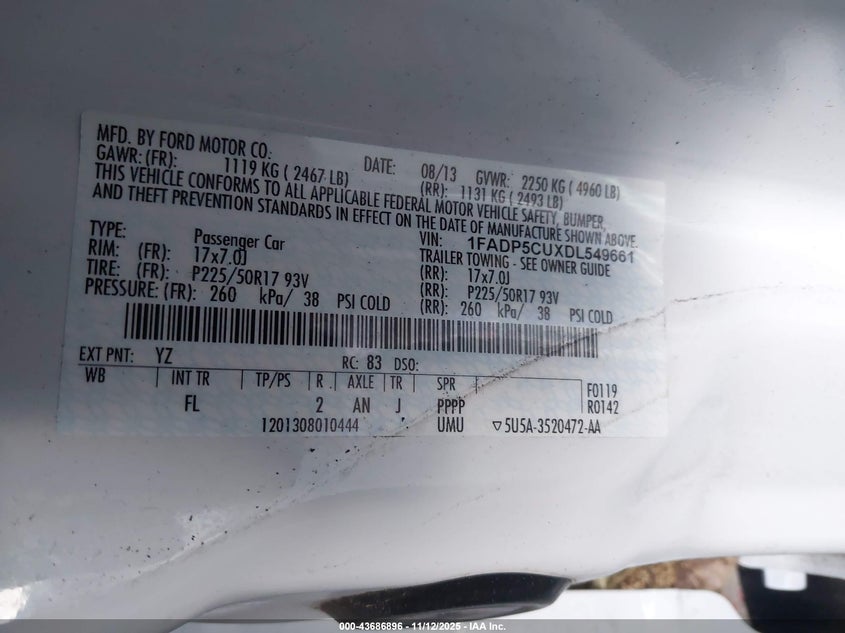 MFD. BY FORD MOTOR CO. DATE: 08/13 GVWR: 2250 KG ( 4960 LB)
GAWR: (FR): 1119 KG ( 2467 LB) (RR): 1131 KG ( 2493 LB)
THIS VEHICLE CONFORMS TO ALL APPLICABLE FEDERAL MOTOR VEHICLE SAFETY, BUMPER,
AND THEFT PREVENTION STANDARDS IN EFFECT ON THE DATE OF MANUFACTURE SHOWN ABOVE.
VIN: 1FADP5CUXDL549661
TYPE: Passenger Car TRAILER TOWING - SEE OWNER GUIDE
RIM: (FR): 17x7.0J (RR): 17x7.0J
TIRE: (FR): P225/50R17 93V (RR): P225/50R17 93V
PRESSURE: (FR): 260 kPa/ 38 PSI COLD (RR): 260 kPa/ 38 PSI COLD
EXT PNT: YZ RC: 83 DSO:
WB INT TR TP/PS R. AXLE TR SPR F0119
FL 2 AN J PPPP R0142
1201308010444 UMU ▽5U5A-3520472-AA
000-43686896 - 11/12/2025 - IAA Inc.